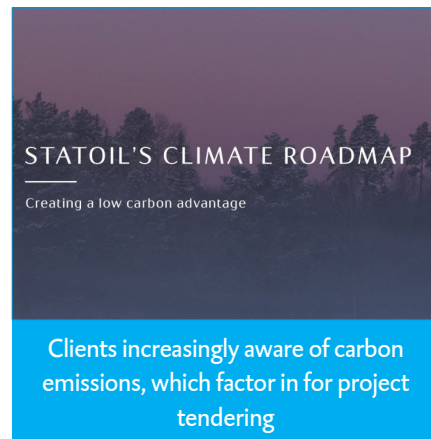 STATOIL'S CLIMATE ROADMAP
Creating a low carbon advantage
Clients increasingly aware of carbon
emissions, which factor in for project
tendering